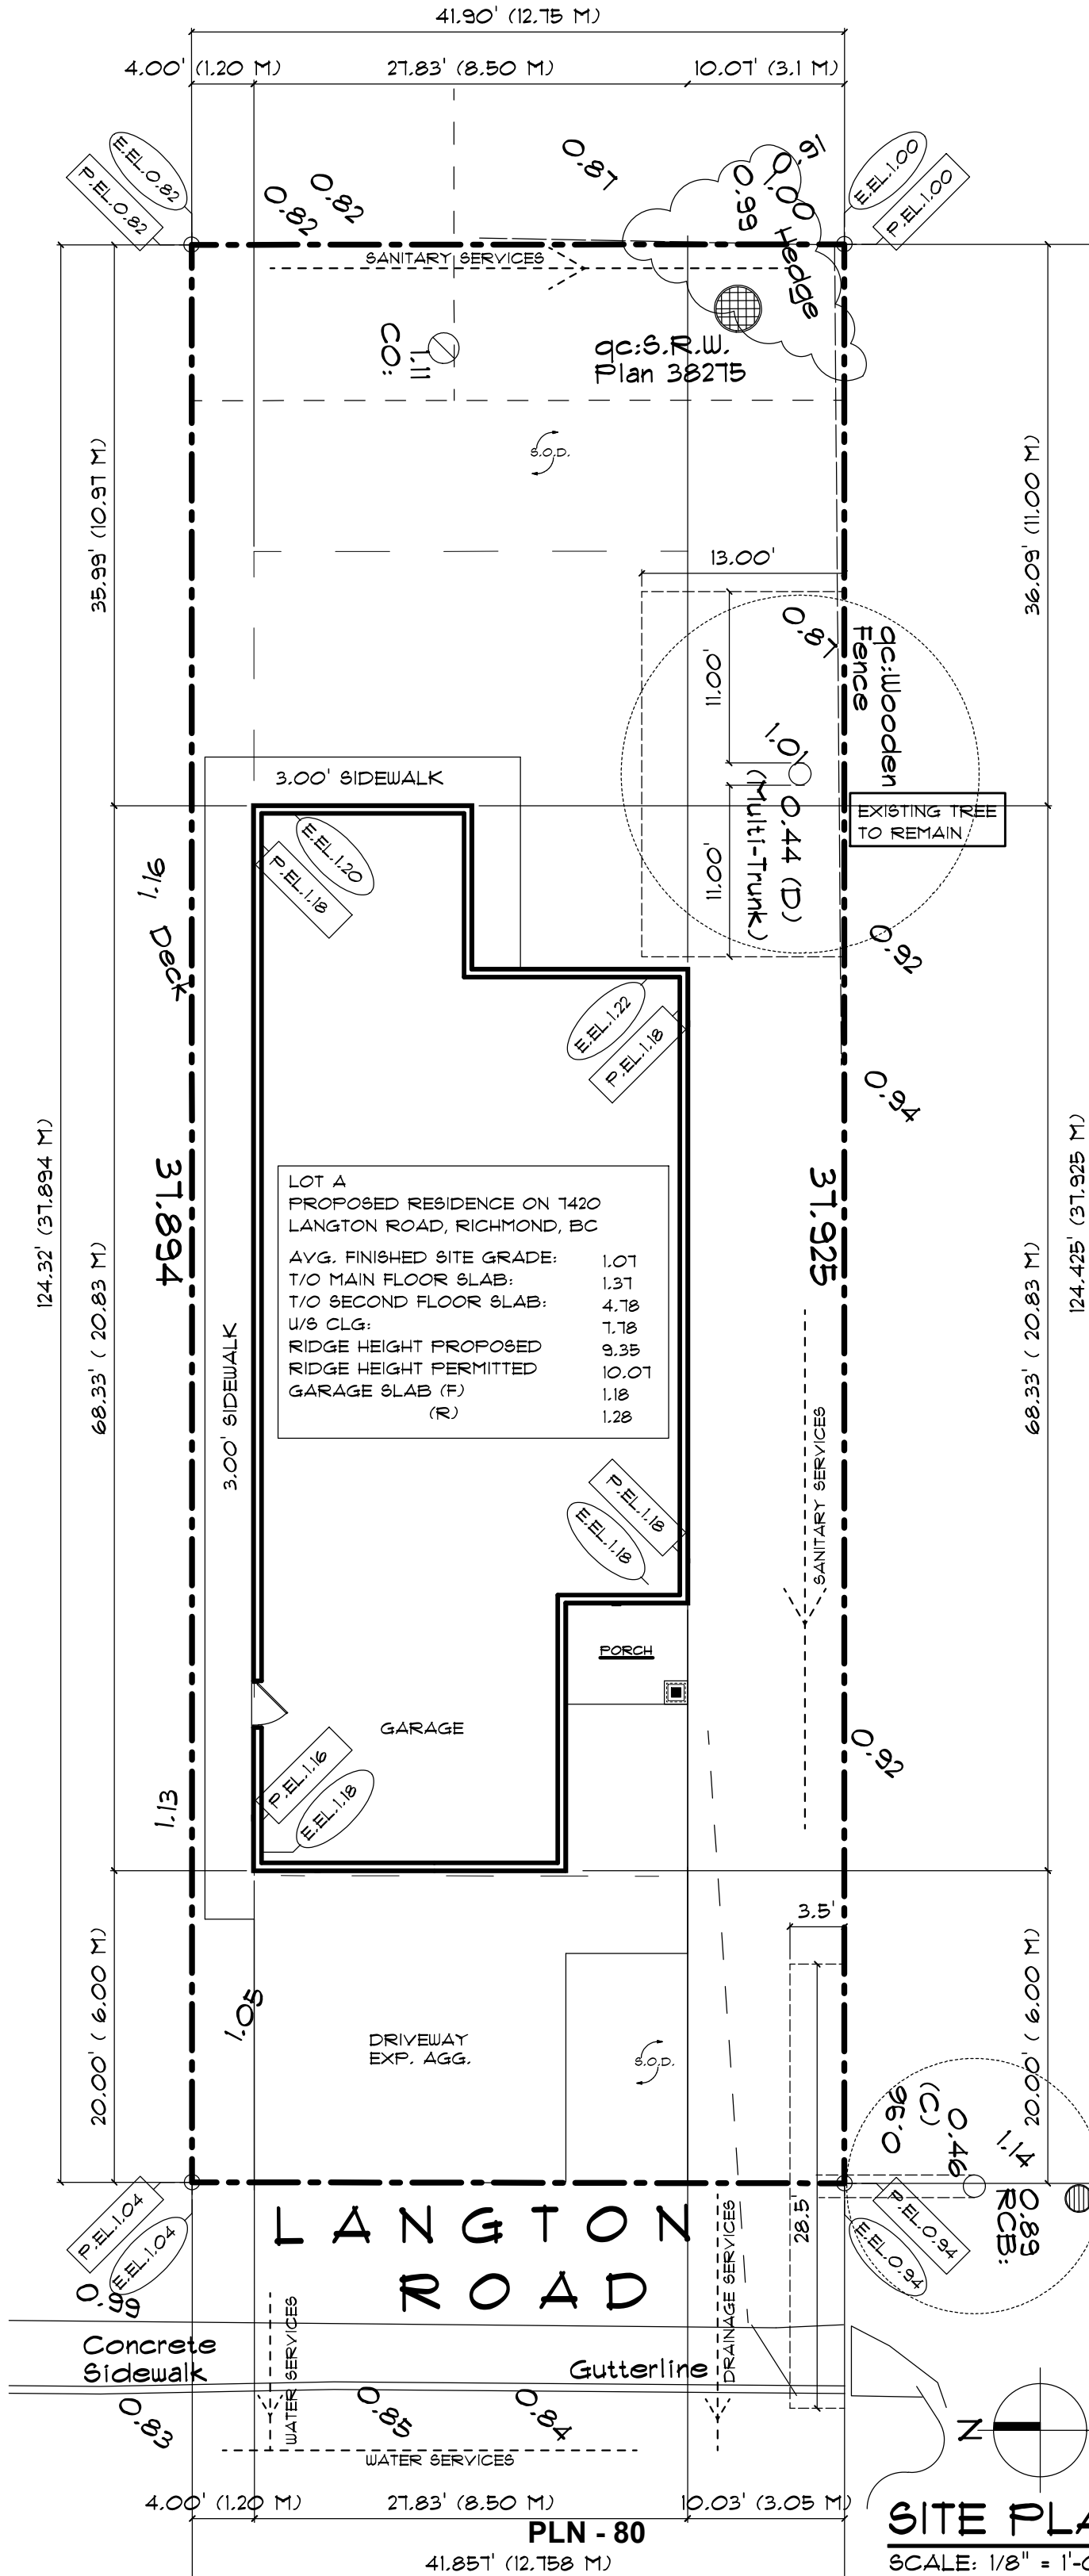 41.90' (12.75 M)
4.00' (1.20 M)
27.83' (8.50 M)
10.07' (3.1 M)
E.EL.0.82
P.EL.0.82
0.82
0.82
0.87
0.99
1.00
0.91
Hedge
E.EL.1.00
P.EL.1.00
SANITARY SERVICES
CO:
1.11
qc:S.R.W.
Plan 38275
S.O.D.
35.99' (10.97 M)
36.09' (11.00 M)
13.00'
11.00'
11.00'
0.87
qc:Wooden
Fence
1.01
0.44 (D)
(Multi-Trunk)
EXISTING TREE
TO REMAIN
3.00' SIDEWALK
E.EL.1.20
P.EL.1.18
1.16
Deck
0.92
E.EL.1.22
P.EL.1.18
0.94
124.32' (37.894 M)
68.33' ( 20.83 M)
37.894
3.00' SIDEWALK
LOT A
PROPOSED RESIDENCE ON 7420
LANGTON ROAD, RICHMOND, BC
AVG. FINISHED SITE GRADE: 1.07
T/O MAIN FLOOR SLAB: 1.37
T/O SECOND FLOOR SLAB: 4.78
U/S CLG: 7.78
RIDGE HEIGHT PROPOSED 9.35
RIDGE HEIGHT PERMITTED 10.07
GARAGE SLAB (F) 1.18
(R) 1.28
37.925
68.33' ( 20.83 M)
124.425' (37.925 M)
SANITARY SERVICES
P.EL.1.18
E.EL.1.18
PORCH
GARAGE
P.EL.1.16
E.EL.1.18
1.13
0.92
3.5'
20.00' ( 6.00 M)
1.05
DRIVEWAY
EXP. AGG.
S.O.D.
20.00' ( 6.00 M)
0.96
(C)
0.46
1.14
0.89
RCB:
P.EL.1.04
E.EL.1.04
LANGTON
ROAD
28.5'
P.EL.0.94
E.EL.0.94
0.99
Concrete
Sidewalk
WATER SERVICES
DRAINAGE SERVICES
Gutterline
0.83
0.85
0.84
WATER SERVICES
N
4.00' (1.20 M)
27.83' (8.50 M)
10.03' (3.05 M)
PLN - 80
41.857' (12.758 M)
SITE PLA
SCALE: 1/8" = 1'-0